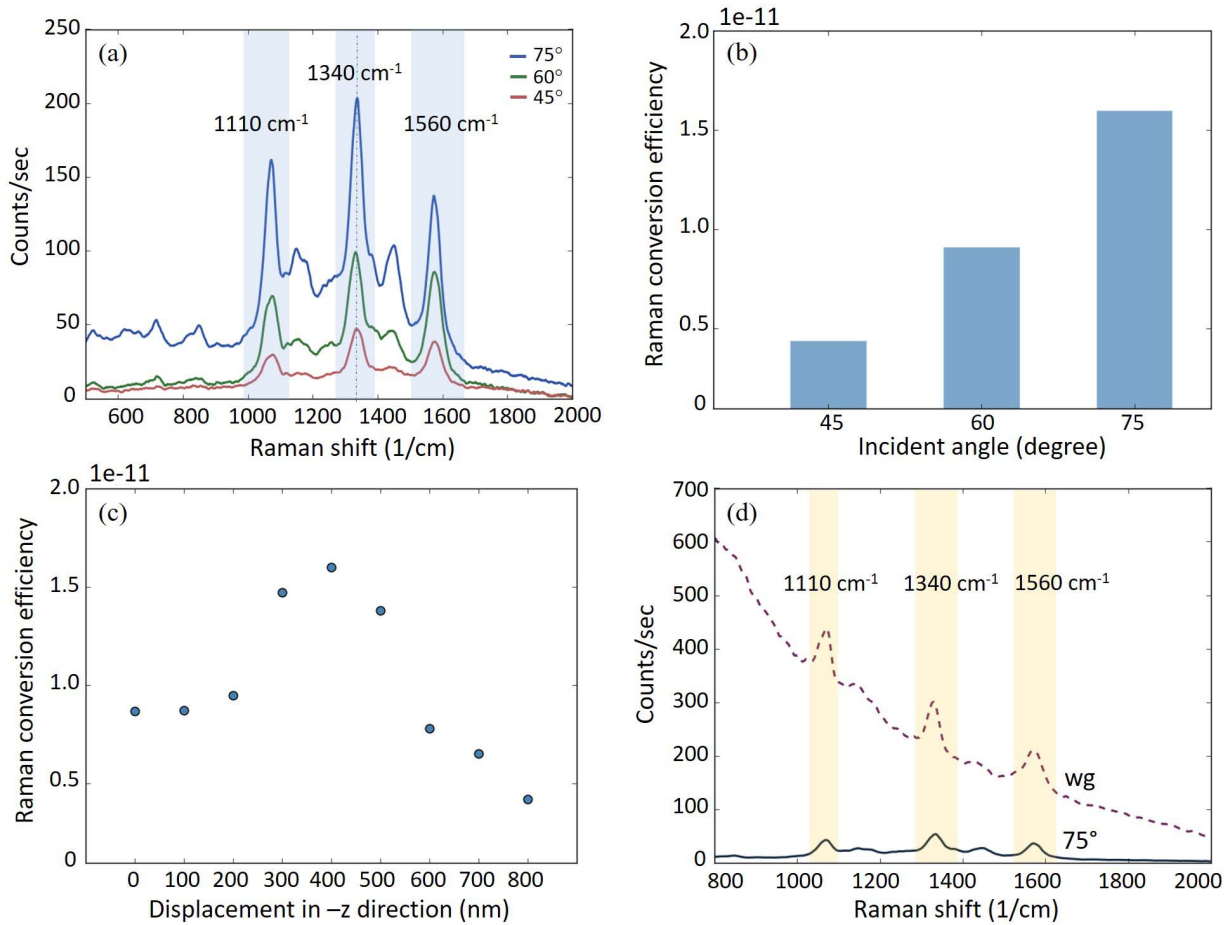 (a)
250
200
150
100
50
0
Counts/sec
1110 cm-1
1340 cm-1
1560 cm-1
75°
60°
45°
600 800 1000 1200 1400 1600 1800 2000
Raman shift (1/cm)
1e-11
(b)
2.0
1.5
1.0
0.5
0
Raman conversion efficiency
45 60 75
Incident angle (degree)
1e-11
(c)
2.0
1.5
1.0
0.5
0
Raman conversion efficiency
0 100 200 300 400 500 600 700 800
Displacement in –z direction (nm)
(d)
700
600
500
400
300
200
100
0
Counts/sec
1110 cm-1 1340 cm-1 1560 cm-1
wg
75°
800 1000 1200 1400 1600 1800 2000
Raman shift (1/cm)